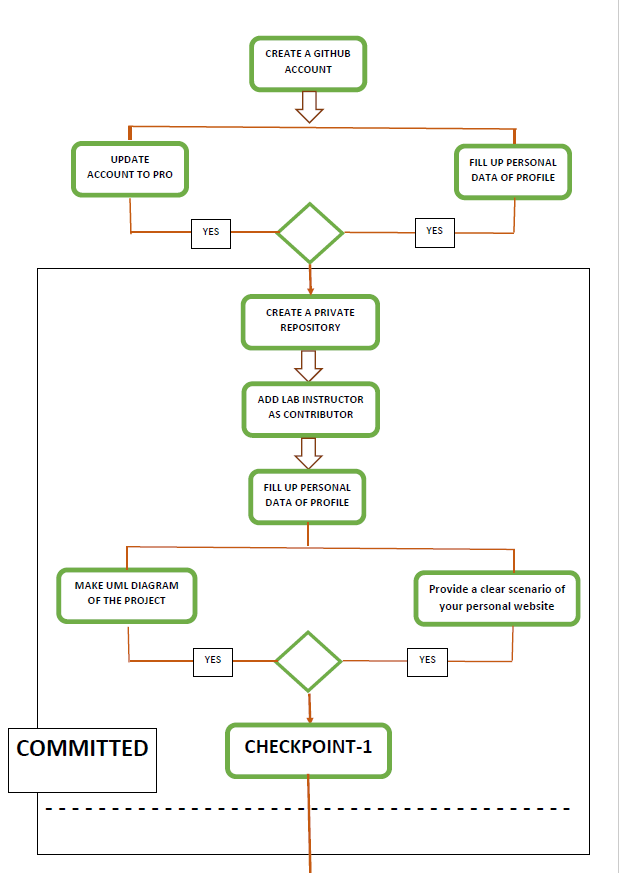 CREATE A GITHUB
ACCOUNT
UPDATE
ACCOUNT TO PRO
FILL UP PERSONAL
DATA OF PROFILE
YES
YES
CREATE A PRIVATE
REPOSITORY
ADD LAB INSTRUCTOR
AS CONTRIBUTOR
FILL UP PERSONAL
DATA OF PROFILE
MAKE UML DIAGRAM
OF THE PROJECT
Provide a clear scenario of
your personal website
YES
YES
COMMITTED
CHECKPOINT-1